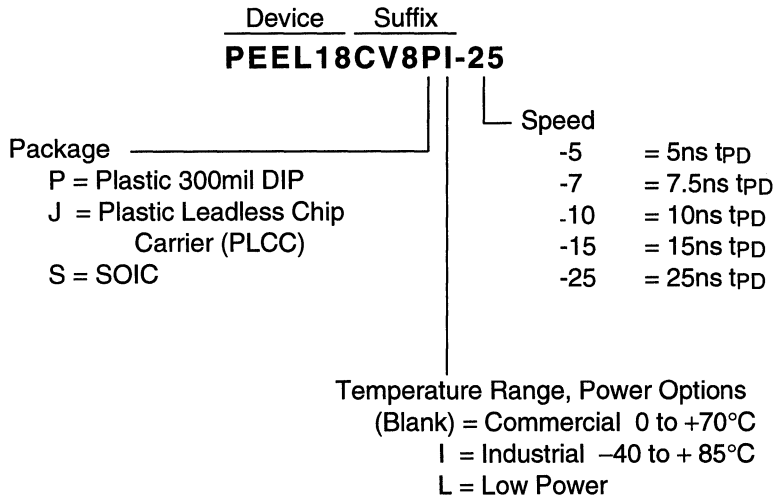 Device Suffix
PEEL18CV8PI-25
Speed
-5 = 5ns tPD
-7 = 7.5ns tPD
-10 = 10ns tPD
-15 = 15ns tPD
-25 = 25ns tPD
Package
P = Plastic 300mil DIP
J = Plastic Leadless Chip
Carrier (PLCC)
S = SOIC
Temperature Range, Power Options
(Blank) = Commercial 0 to +70°C
I = Industrial –40 to + 85°C
L = Low Power